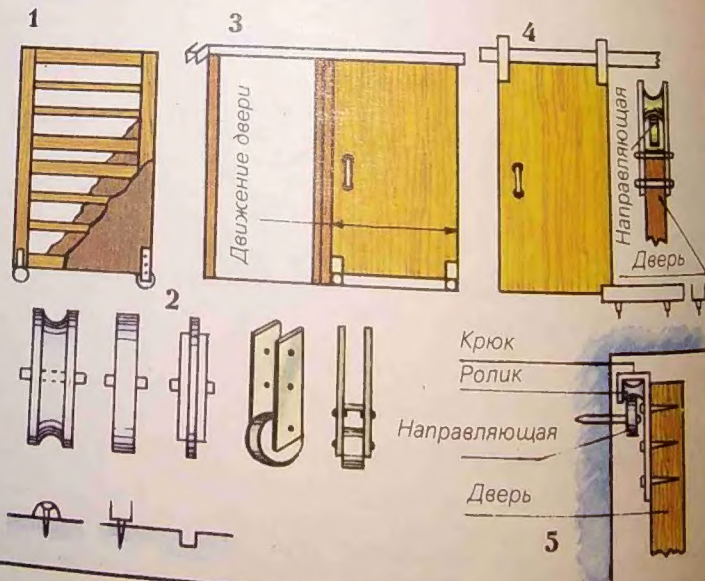 1
3
4
Движение двери
Направляющая
Дверь
2
Крюк
Ролик
Направляющая
Дверь
5